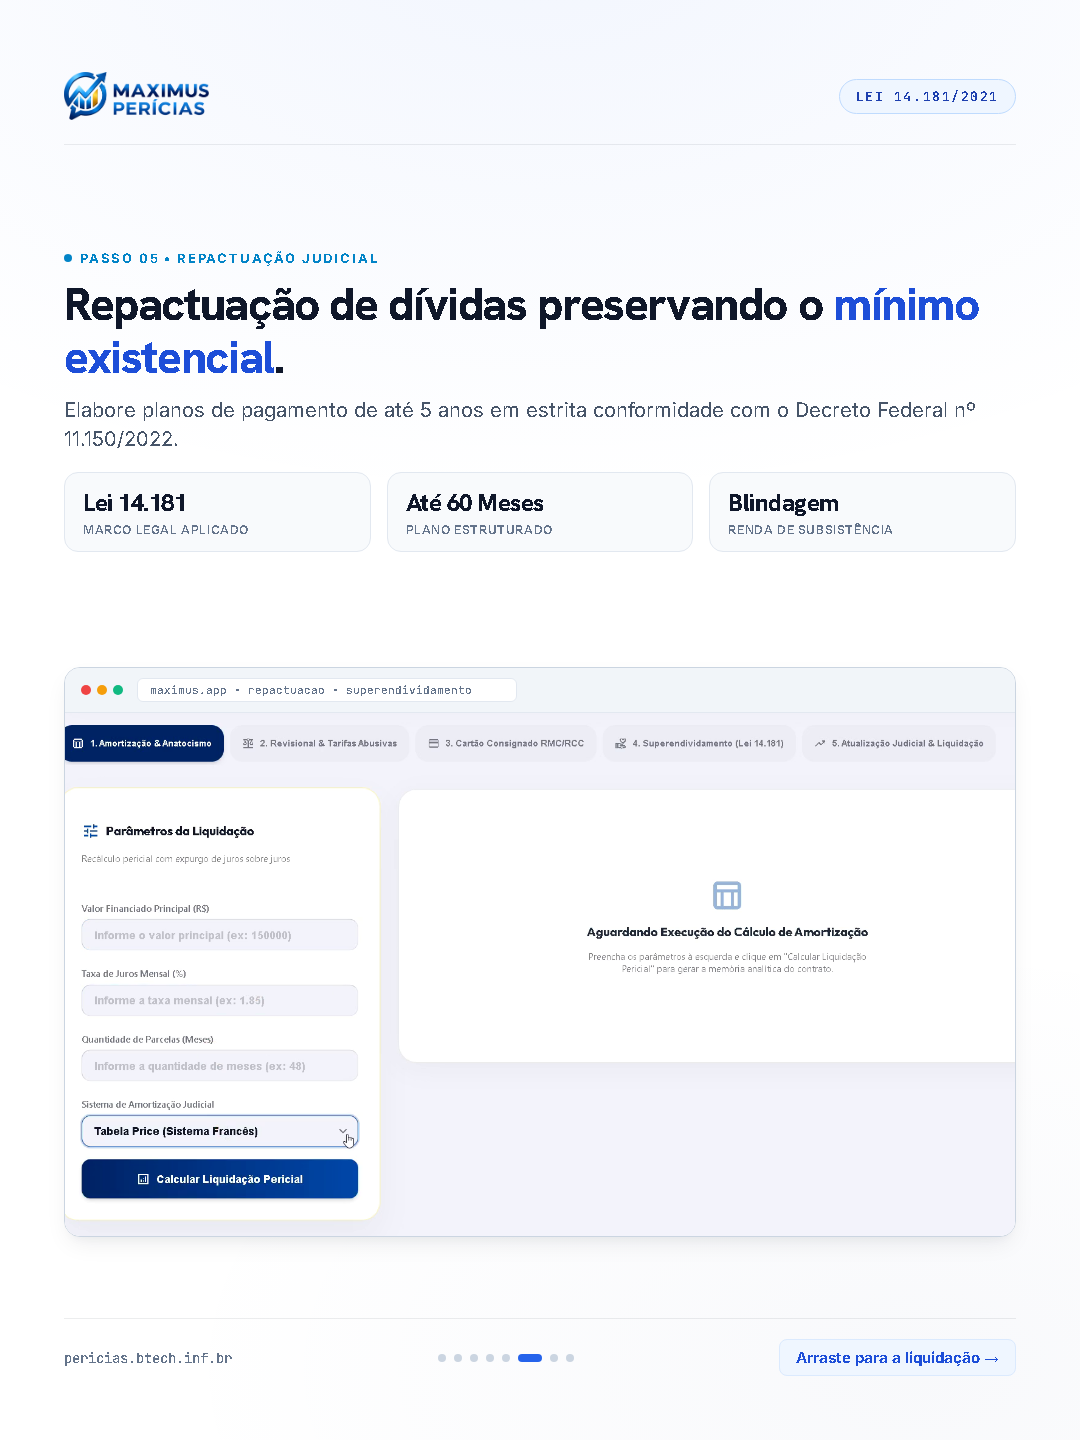 MAXIMUS
PERÍCIAS
LEI 14.181/2021
PASSO 05 • REPACTUAÇÃO JUDICIAL
Repactuação de dívidas preservando o mínimo
existencial.
Elabore planos de pagamento de até 5 anos em estrita conformidade com o Decreto Federal nº
11.150/2022.
Lei 14.181
MARCO LEGAL APLICADO
Até 60 Meses
PLANO ESTRUTURADO
Blindagem
RENDA DE SUBSISTÊNCIA
maximus.app • repactuacao • superendividamento
1. Amortização & Anatocismo
2. Revisional & Tarifas Abusivas
3. Cartão Consignado RMC/RCC
4. Superendividamento (Lei 14.181)
5. Atualização Judicial & Liquidação
Parâmetros da Liquidação
Recálculo pericial com expurgo de juros sobre juros.
Valor Financiado Principal (R$)
Informe o valor principal (ex: 150000)
Taxa de Juros Mensal (%)
Informe a taxa mensal (ex: 1.85)
Quantidade de Parcelas (Meses)
Informe a quantidade de meses (ex: 48)
Sistema de Amortização Judicial
Tabela Price (Sistema Francês)
Calcular Liquidação Pericial
Aguardando Execução do Cálculo de Amortização
Preencha os parâmetros à esquerda e clique em "Calcular Liquidação
Pericial" para gerar a memória analítica do contrato.
pericias.btech.inf.br
Arraste para a liquidação →